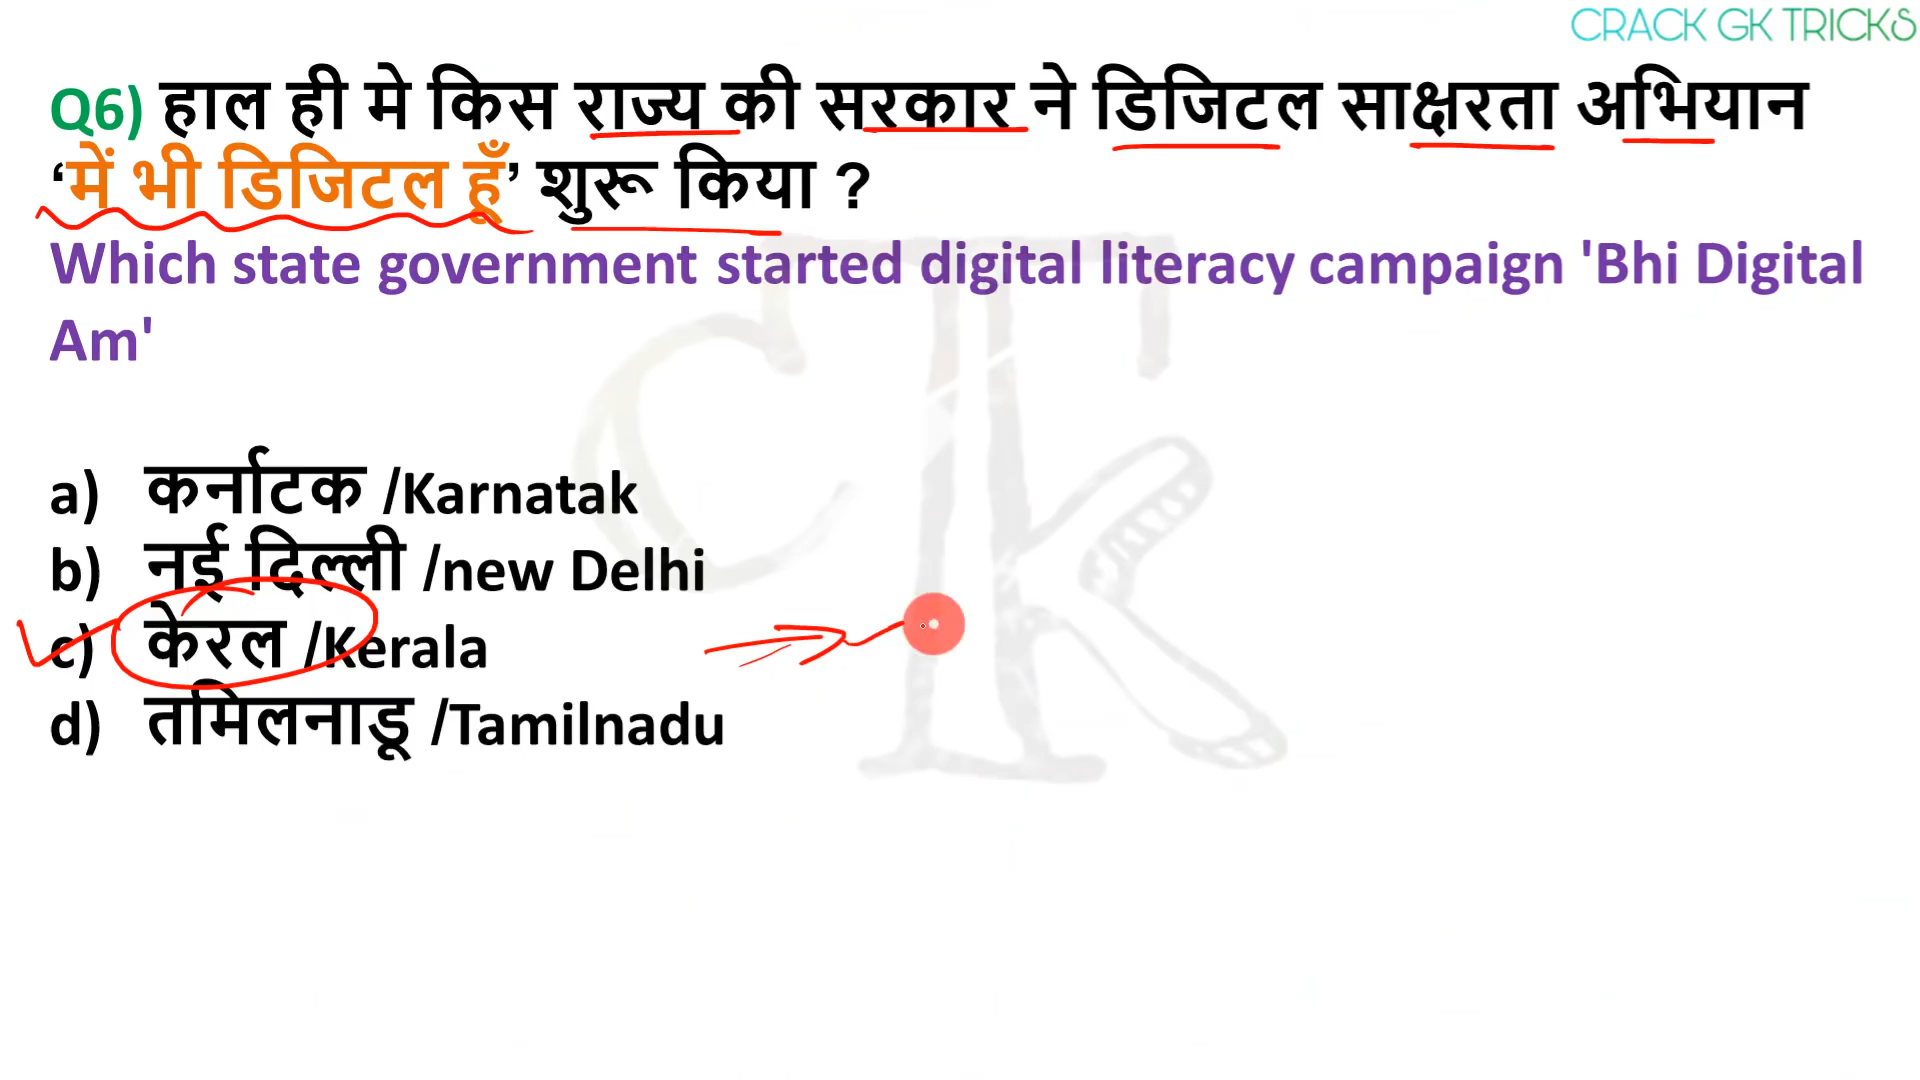 CRACK GK TRICKS
Q6) हाल ही मे किस राज्य की सरकार ने डिजिटल साक्षरता अभियान
‘में भी डिजिटल हूँ’ शुरू किया ?
Which state government started digital literacy campaign 'Bhi Digital
Am'
a) कर्नाटक /Karnatak
b) नई दिल्ली /new Delhi
c) केरल /Kerala
d) तमिलनाडू /Tamilnadu